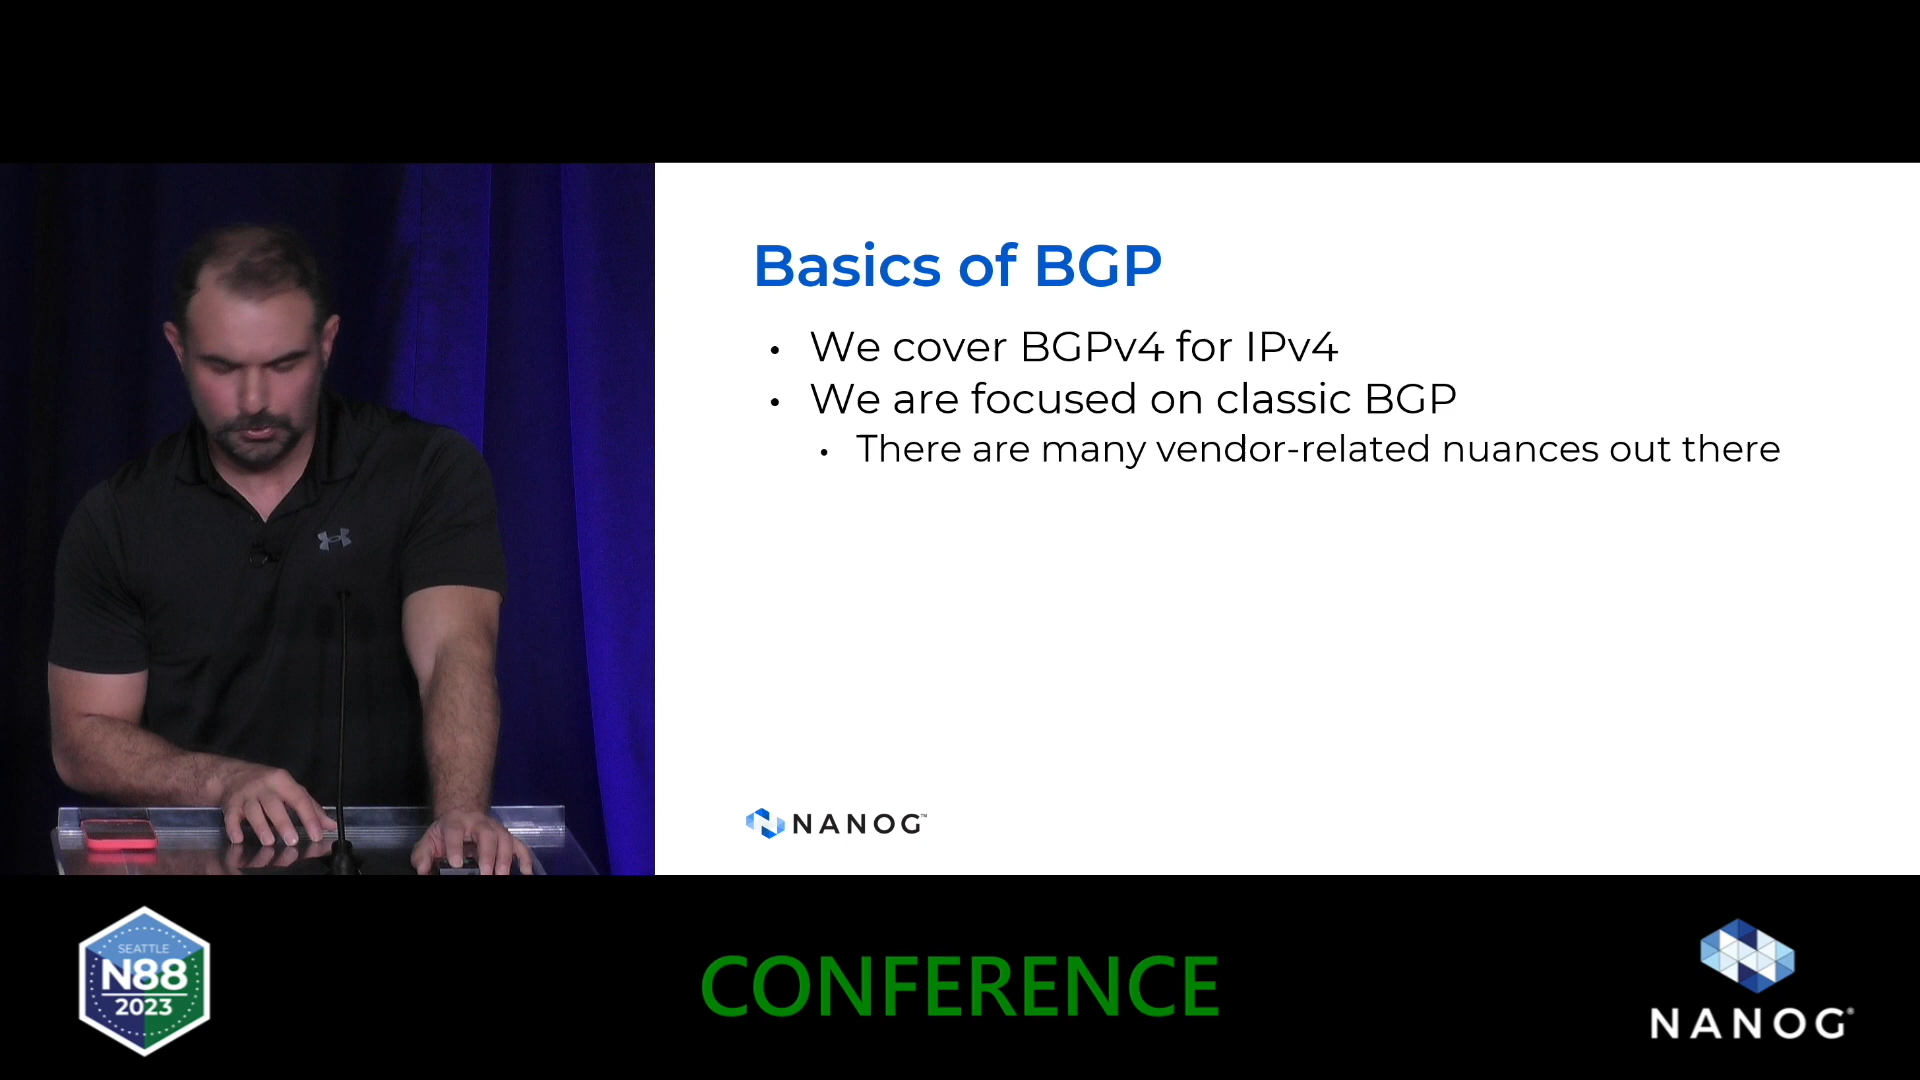 Basics of BGP
• We cover BGPv4 for IPv4
• We are focused on classic BGP
• There are many vendor-related nuances out there
NANOG™
SEATTLE
N88
2023
CONFERENCE
NANOG®